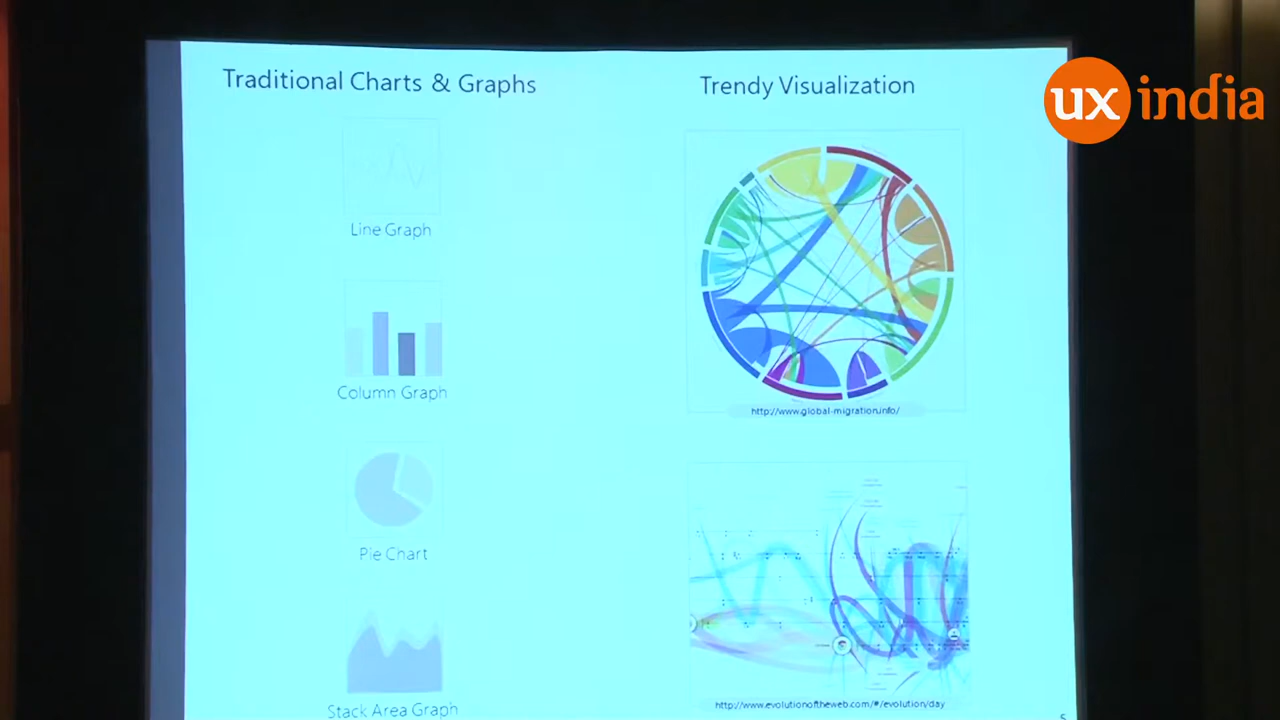 Traditional Charts & Graphs
Line Graph
Column Graph
Pie Chart
Stack Area Graph
Trendy Visualization
http://www.global-migration.info/
http://www.evolutionoftheweb.com/#/evolution/day
5
ux india